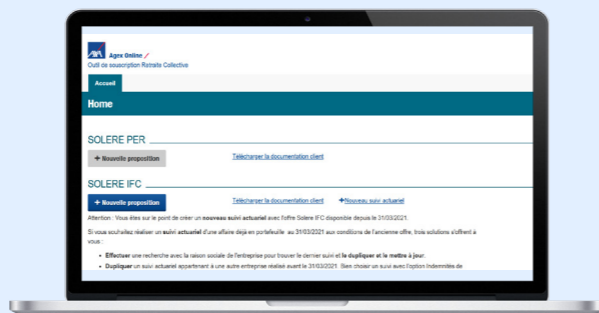 AXA Agex Online
Outil de souscription Retraite Collective
Accueil
Home
SOLERE PER
+ Nouvelle proposition Télécharger la documentation client
SOLERE IFC
+ Nouvelle proposition Télécharger la documentation client +Nouveau suivi actuariel
Attention : Vous êtes sur le point de créer un nouveau suivi actuariel avec l'offre Solere IFC disponible depuis le 31/03/2021.
Si vous souhaitez réaliser un suivi actuariel d'une affaire déjà en portefeuille au 31/03/2021 aux conditions de l'ancienne offre, trois solutions s'offrent à
vous :
• Effectuer une recherche avec la raison sociale de l'entreprise pour trouver le dernier suivi et le dupliquer et le mettre à jour.
• Dupliquer un suivi actuariel appartenant à une autre entreprise réalisé avant le 31/03/2021. Bien choisir un suivi avec l'option Indemnités de